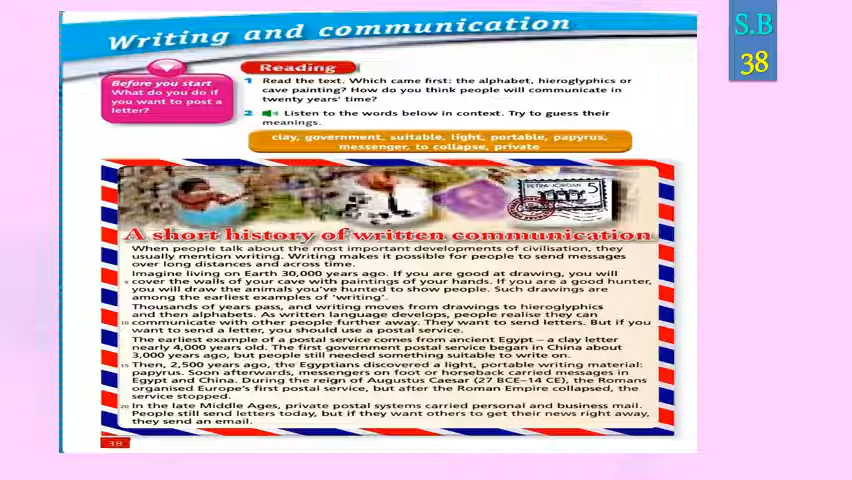 Writing and communication
S.B
38
Reading
Before you start
What do you do if
you want to post a
letter?
1 Read the text. Which came first: the alphabet, hieroglyphics or
cave painting? How do you think people will communicate in
twenty years' time?
2 Listen to the words below in context. Try to guess their
meanings.
clay, government, suitable, light, portable, papyrus,
messenger, to collapse, private
PETRA-JORDAN 5
A short history of written communication
When people talk about the most important developments of civilisation, they
usually mention writing. Writing makes it possible for people to send messages
over long distances and across time.
Imagine living on Earth 30,000 years ago. If you are good at drawing, you will
5 cover the walls of your cave with paintings of your hands. If you are a good hunter,
you will draw the animals you've hunted to show people. Such drawings are
among the earliest examples of 'writing'.
Thousands of years pass, and writing moves from drawings to hieroglyphics
and then alphabets. As written language develops, people realise they can
10 communicate with other people further away. They want to send letters. But if you
want to send a letter, you should use a postal service.
The earliest example of a postal service comes from ancient Egypt – a clay letter
nearly 4,000 years old. The first government postal service began in China about
3,000 years ago, but people still needed something suitable to write on.
15 Then, 2,500 years ago, the Egyptians discovered a light, portable writing material:
papyrus. Soon afterwards, messengers on foot or horseback carried messages in
Egypt and China. During the reign of Augustus Caesar (27 BCE–14 CE), the Romans
organised Europe's first postal service, but after the Roman Empire collapsed, the
service stopped.
20 In the late Middle Ages, private postal systems carried personal and business mail.
People still send letters today, but if they want others to get their news right away,
they send an email.
38